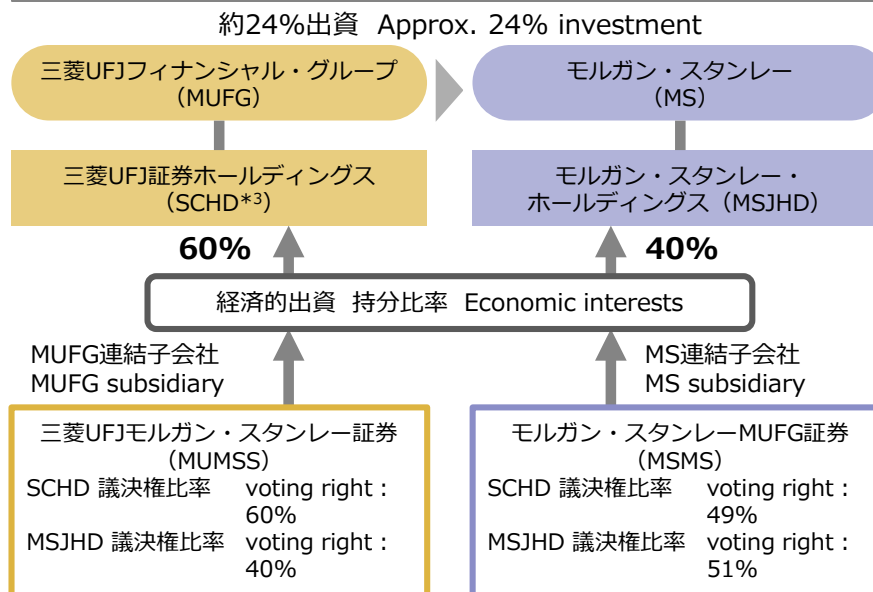 約24%出資 Approx. 24% investment
三菱UFJフィナンシャル・グループ
（MUFG）
モルガン・スタンレー
（MS）
三菱UFJ証券ホールディングス
（SCHD*3）
モルガン・スタンレー・
ホールディングス（MSJHD）
60%
40%
経済的出資 持分比率 Economic interests
MUFG連結子会社
MUFG subsidiary
MS連結子会社
MS subsidiary
三菱UFJモルガン・スタンレー証券
（MUMSS）
SCHD 議決権比率 voting right :
60%
MSJHD 議決権比率 voting right :
40%
モルガン・スタンレーMUFG証券
（MSMS）
SCHD 議決権比率 voting right :
49%
MSJHD 議決権比率 voting right :
51%